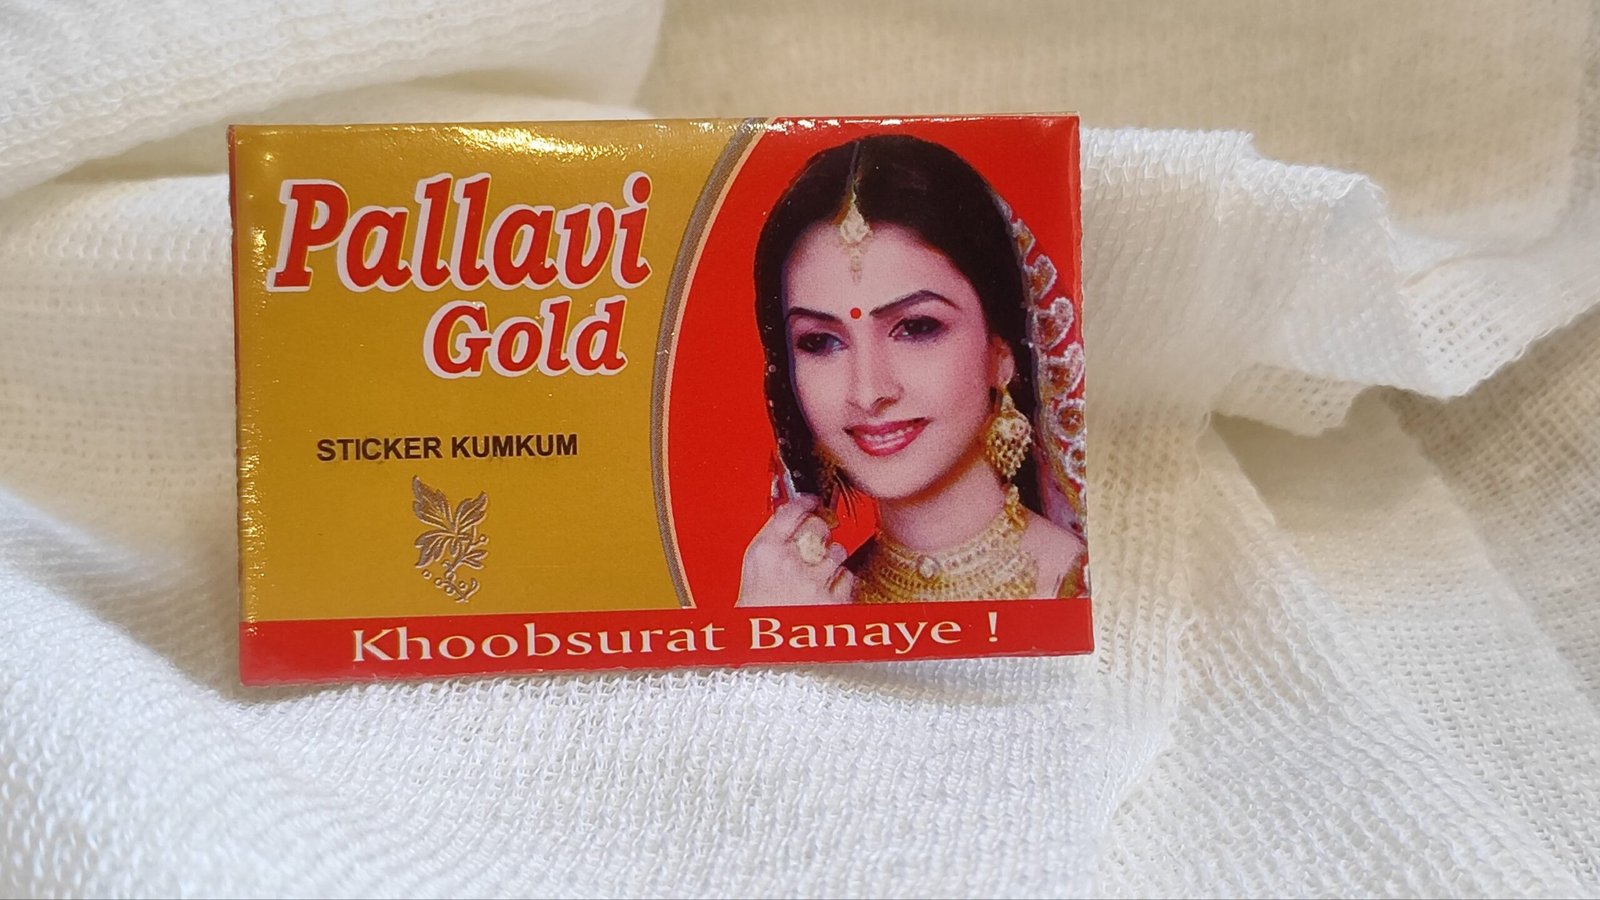 Pallavi
Gold
STICKER KUMKUM
Khoobsurat Banaye !